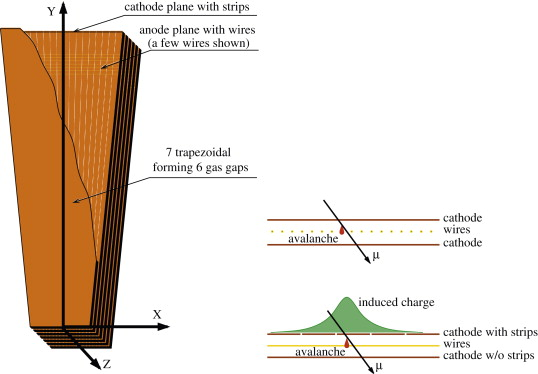 Y
cathode plane with strips
anode plane with wires
(a few wires shown)
7 trapezoidal
forming 6 gas gaps
X
Z
cathode
wires
cathode
avalanche
μ
induced charge
cathode with strips
wires
cathode w/o strips
avalanche
μ